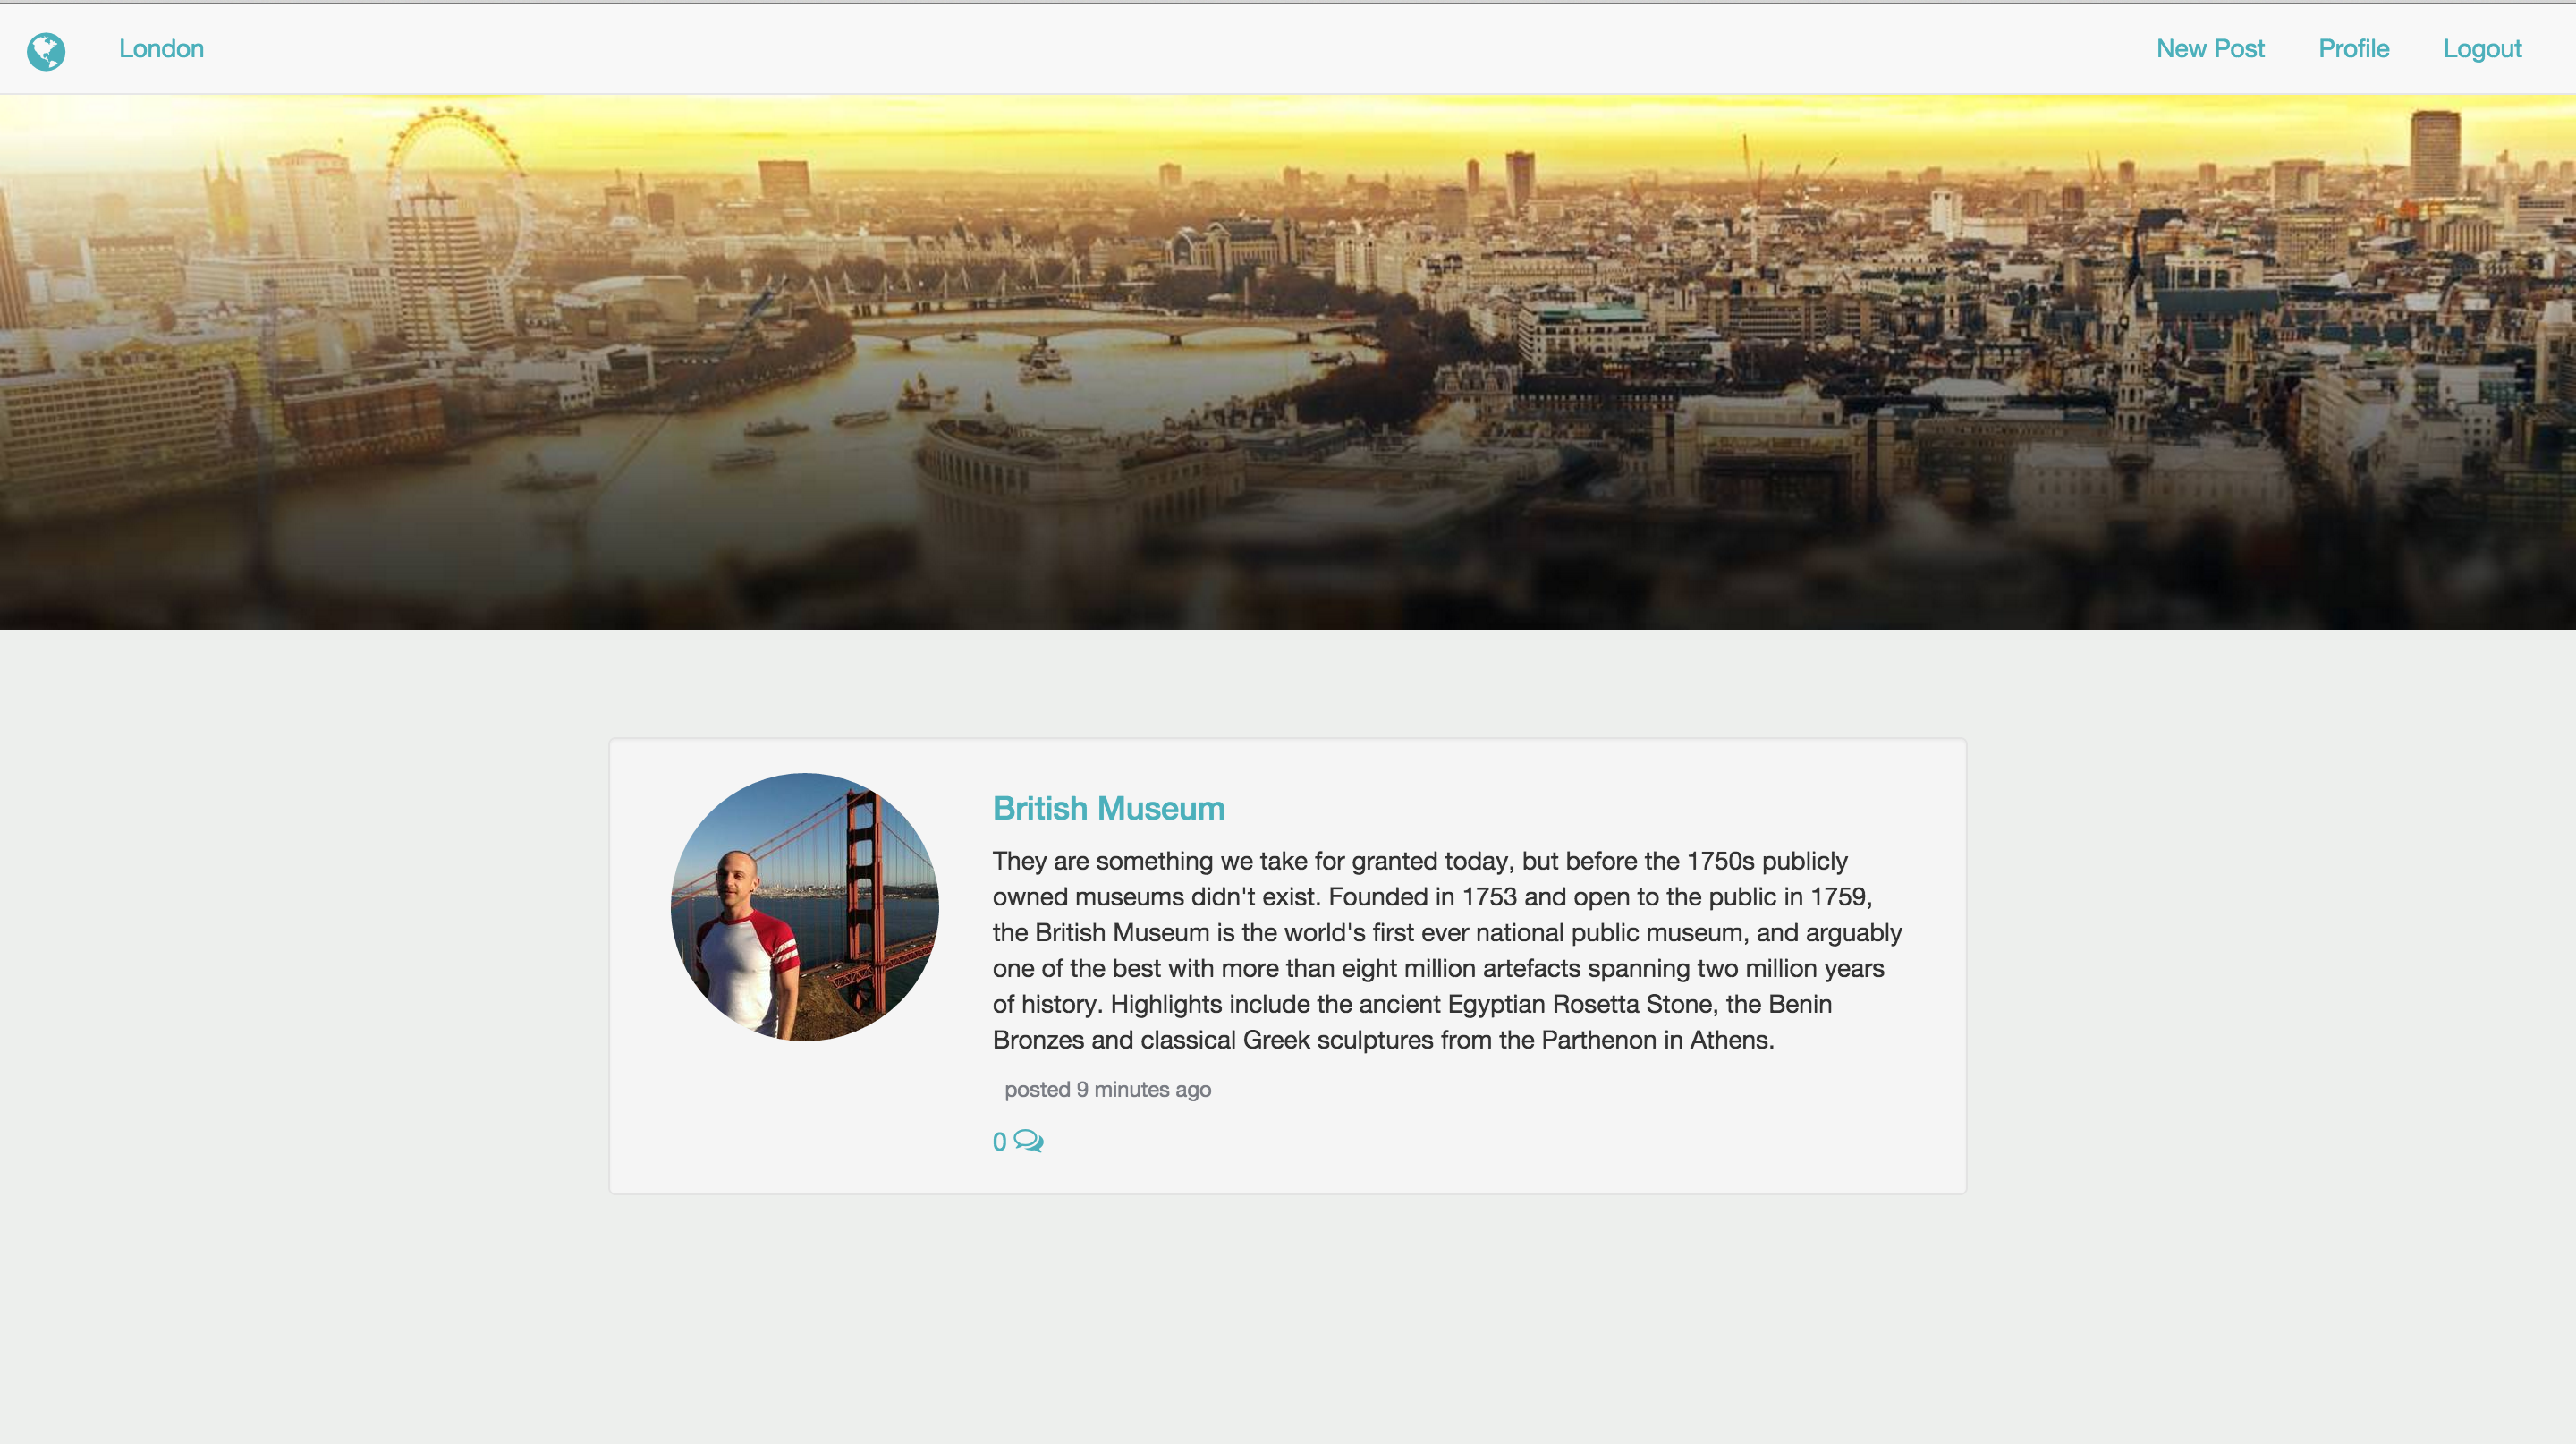 London
New Post
Profile
Logout
British Museum
They are something we take for granted today, but before the 1750s publicly
owned museums didn't exist. Founded in 1753 and open to the public in 1759,
the British Museum is the world's first ever national public museum, and arguably
one of the best with more than eight million artefacts spanning two million years
of history. Highlights include the ancient Egyptian Rosetta Stone, the Benin
Bronzes and classical Greek sculptures from the Parthenon in Athens.
posted 9 minutes ago
0